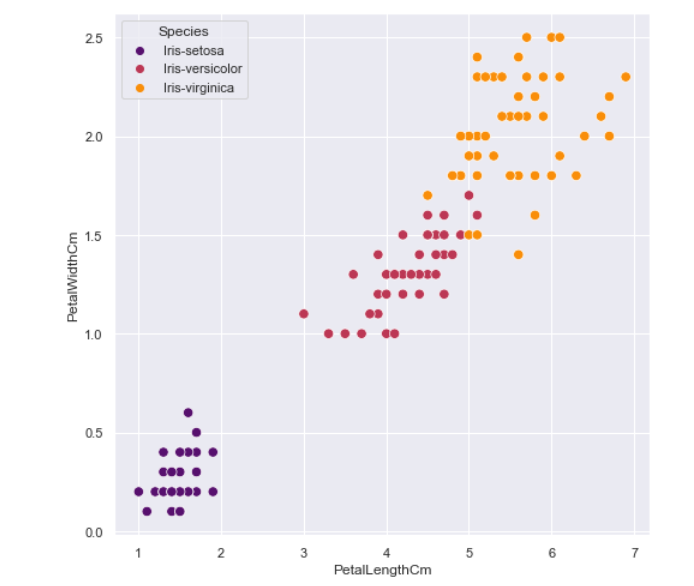 Species
Iris-setosa
Iris-versicolor
Iris-virginica
2.5
2.0
1.5
1.0
0.5
0.0
PetalWidthCm
1 2 3 4 5 6 7
PetalLengthCm